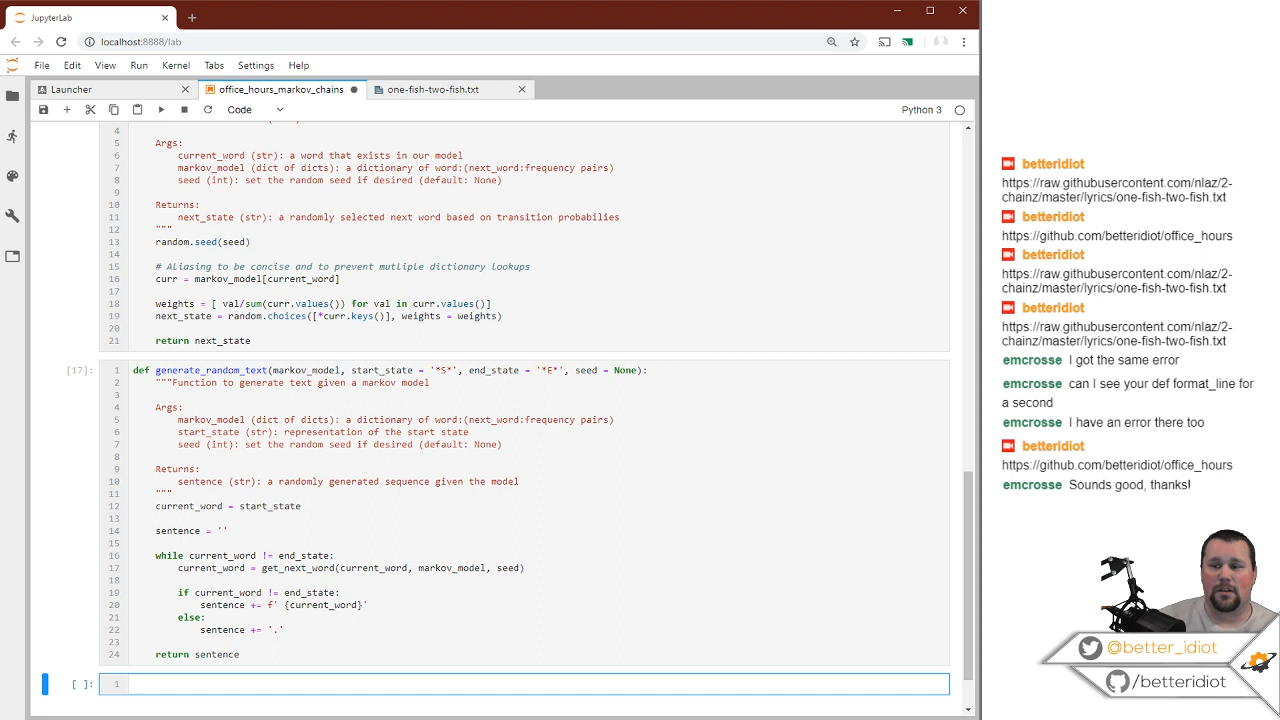 JupyterLab
localhost:8888/lab
File Edit View Run Kernel Tabs Settings Help
Launcher office_hours_markov_chains one-fish-two-fish.txt
Code Python 3
4
5 Args:
6 current_word (str): a word that exists in our model
7 markov_model (dict of dicts): a dictionary of word:(next_word:frequency pairs)
8 seed (int): set the random seed if desired (default: None)
9
10 Returns:
11 next_state (str): a randomly selected next word based on transition probabilies
12 """
13 random.seed(seed)
14
15 # Aliasing to be concise and to prevent mutliple dictionary lookups
16 curr = markov_model[current_word]
17
18 weights = [ val/sum(curr.values()) for val in curr.values()]
19 next_state = random.choices([*curr.keys()], weights = weights)
20
21 return next_state
[17]: 1 def generate_random_text(markov_model, start_state = '*S*', end_state = '*E*', seed = None):
2 """Function to generate text given a markov model
3
4 Args:
5 markov_model (dict of dicts): a dictionary of word:(next_word:frequency pairs)
6 start_state (str): representation of the start state
7 seed (int): set the random seed if desired (default: None)
8
9 Returns:
10 sentence (str): a randomly generated sequence given the model
11 """
12 current_word = start_state
13
14 sentence = ''
15
16 while current_word != end_state:
17 current_word = get_next_word(current_word, markov_model, seed)
18
19 if current_word != end_state:
20 sentence += f' {current_word}'
21 else:
22 sentence += '.'
23
24 return sentence
[ ]: 1
betteridiot
https://raw.githubusercontent.com/nlaz/2-
chainz/master/lyrics/one-fish-two-fish.txt
betteridiot
https://github.com/betteridiot/office_hours
betteridiot
https://raw.githubusercontent.com/nlaz/2-
chainz/master/lyrics/one-fish-two-fish.txt
betteridiot
https://raw.githubusercontent.com/nlaz/2-
chainz/master/lyrics/one-fish-two-fish.txt
emcrosse I got the same error
emcrosse can I see your def format_line for
a second
emcrosse I have an error there too
betteridiot
https://github.com/betteridiot/office_hours
emcrosse Sounds good, thanks!
@better_idiot
/betteridiot